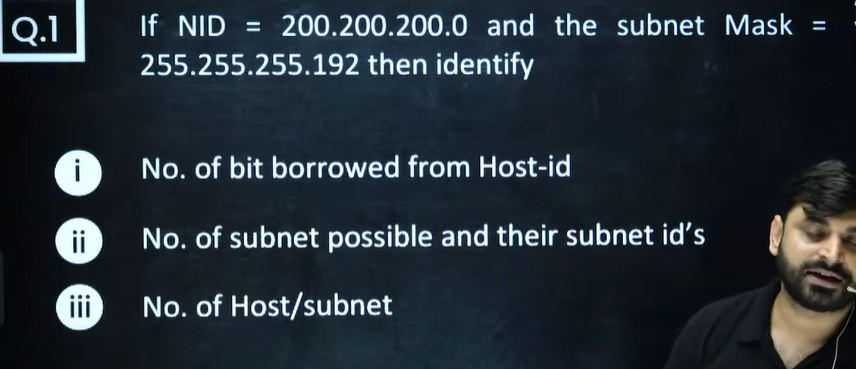 Q.1
If NID = 200.200.200.0 and the subnet Mask =
255.255.255.192 then identify
i No. of bit borrowed from Host-id
ii No. of subnet possible and their subnet id's
iii No. of Host/subnet